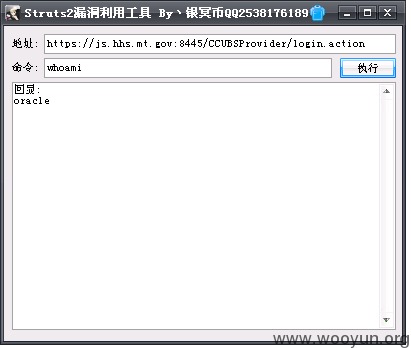 Struts2漏洞利用工具 By丶银冥币QQ2538176189
地址: https://js.hhs.mt.gov:8445/CCUBSProvider/login.action
命令: whoami 执行
回显:
oracle
www.wooyun.org